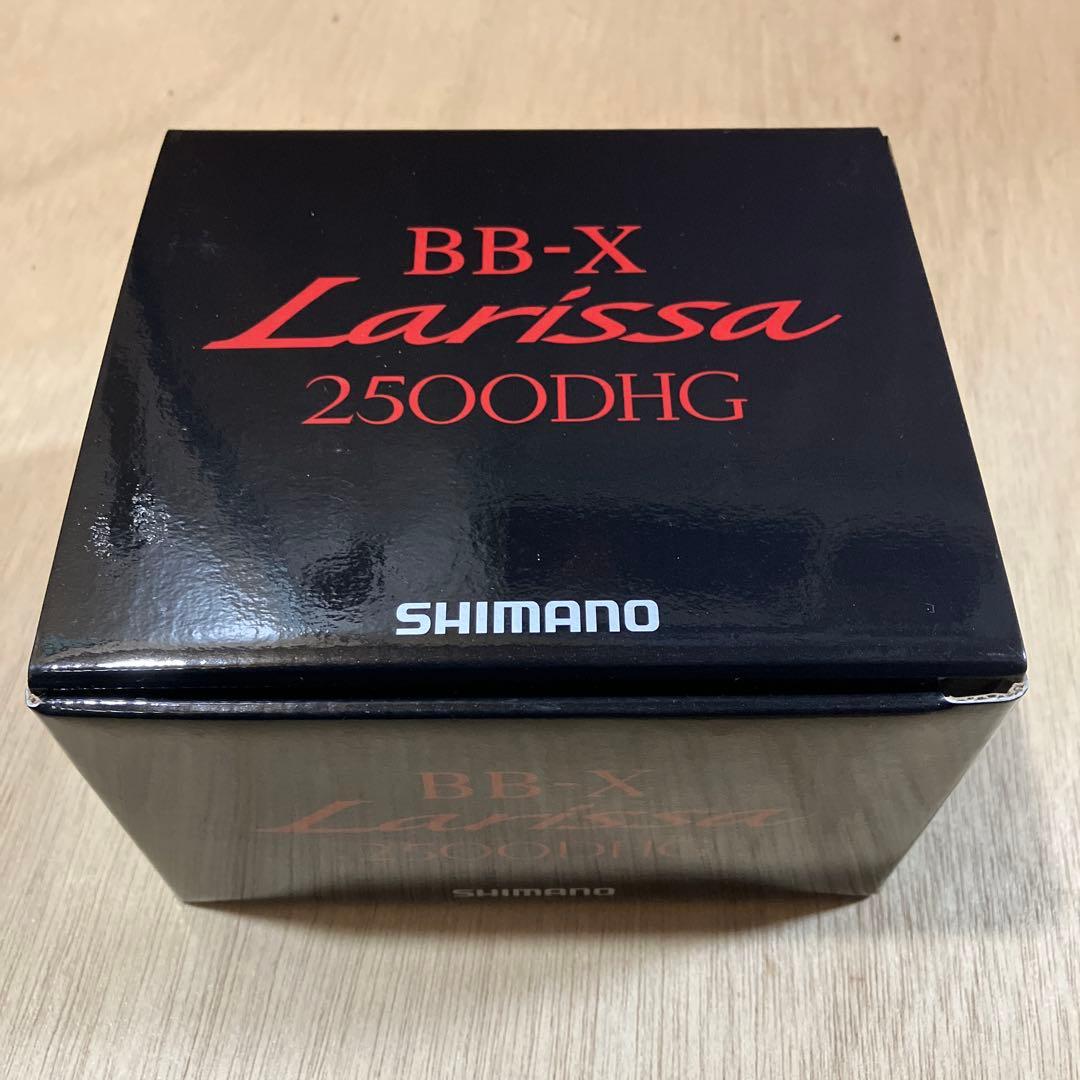 BB-X
Larissa
2500DHG
SHIMANO
BB-X
Larissa
2500DHG
SHIMANO